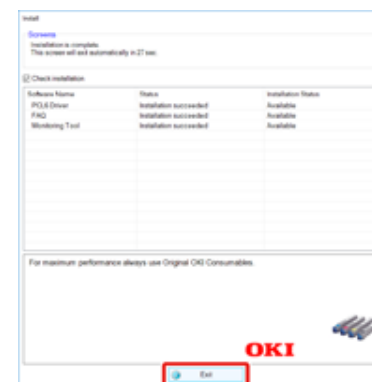 Install
Screens
Installation is complete.
This screen will exit automatically in 27 sec.
Check installation
Software Name Status Installation Status
PCL6 Driver Installation succeeded Available
FAQ Installation succeeded Available
Monitoring Tool Installation succeeded Available
For maximum performance always use Original OKI Consumables.
OKI
Exit